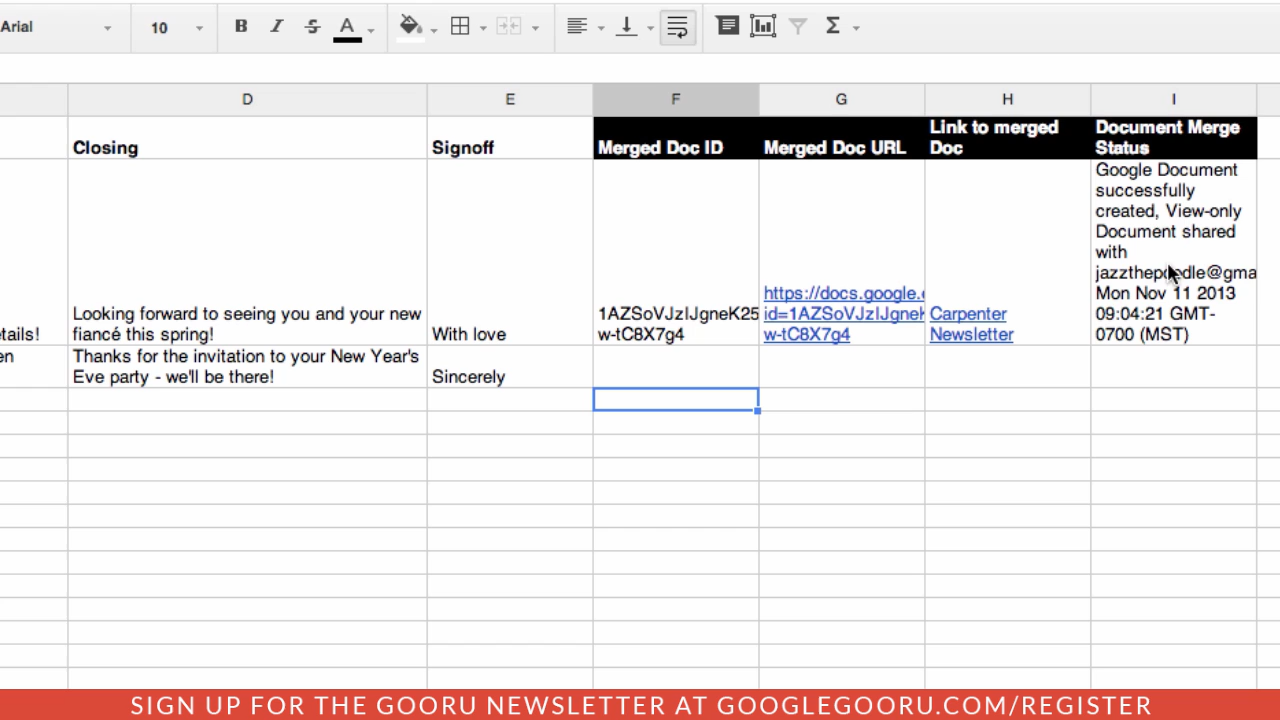 Arial 10 B I S A Σ
D E F G H I
Closing Signoff Merged Doc ID Merged Doc URL Link to merged
Doc Document Merge
Status
etails!
Looking forward to seeing you and your new
fiancé this spring!
With love
w-tC8X7g4
https://docs.google.
w-tC8X7g4
Carpenter
Newsletter
Google Document
successfully
created, View-only
Document shared
with
Mon Nov 11 2013
09:04:21 GMT-
0700 (MST)
en
Thanks for the invitation to your New Year's
Eve party - we'll be there!
Sincerely
SIGN UP FOR THE GOORU NEWSLETTER AT GOOGLEGOORU.COM/REGISTER